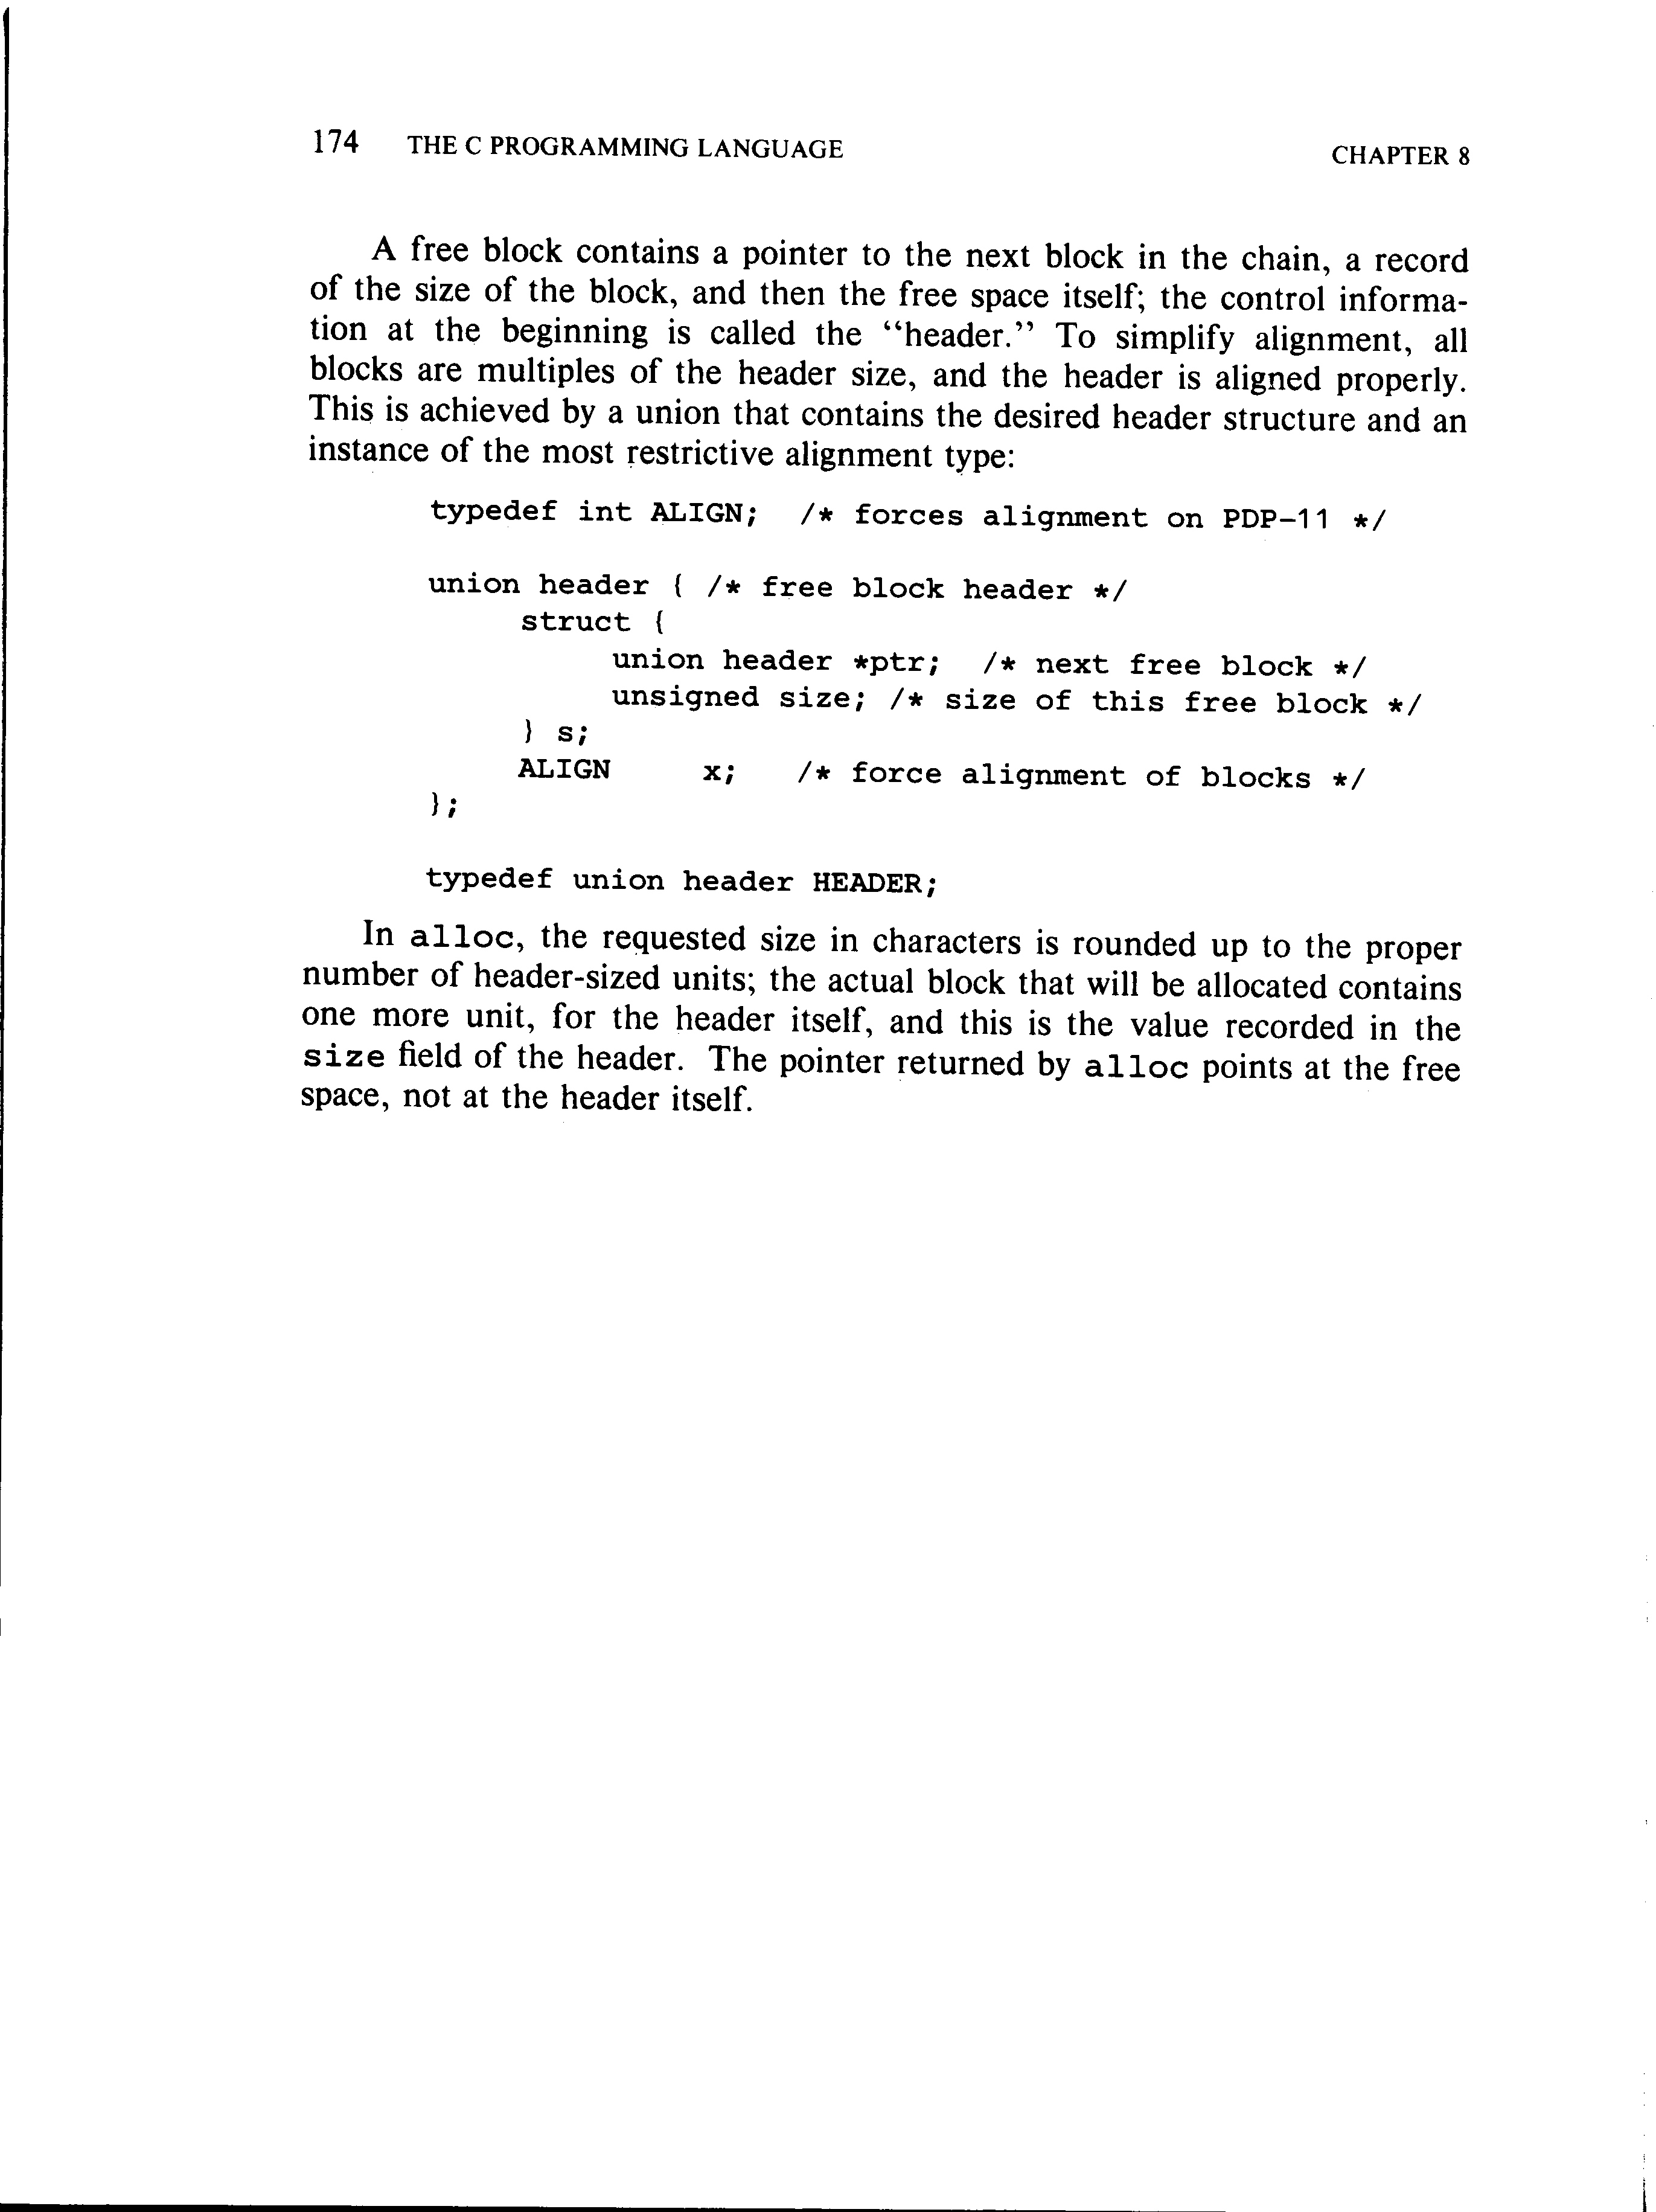 174 THE C PROGRAMMING LANGUAGE CHAPTER 8
A free block contains a pointer to the next block in the chain, a record
of the size of the block, and then the free space itself; the control informa-
tion at the beginning is called the “header.” To simplify alignment, all
blocks are multiples of the header size, and the header is aligned properly.
This is achieved by a union that contains the desired header structure and an
instance of the most restrictive alignment type:
typedef int ALIGN; /* forces alignment on PDP-11 */
union header { /* free block header */
struct {
union header *ptr; /* next free block */
unsigned size; /* size of this free block */
} s;
ALIGN x; /* force alignment of blocks */
};
typedef union header HEADER;
In alloc, the requested size in characters is rounded up to the proper
number of header-sized units; the actual block that will be allocated contains
one more unit, for the header itself, and this is the value recorded in the
size field of the header. The pointer returned by alloc points at the free
space, not at the header itself.